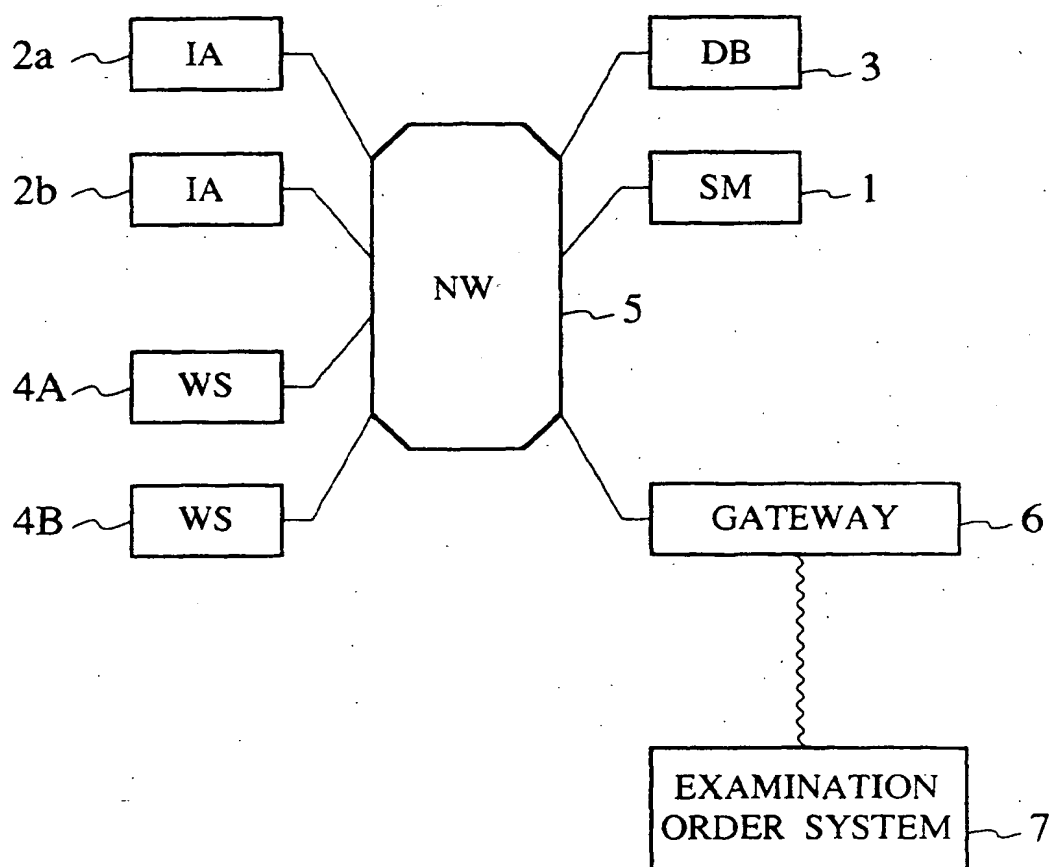 2a IA
DB 3
2b IA
SM 1
NW
5
4A WS
4B WS
GATEWAY 6
EXAMINATION
ORDER SYSTEM 7